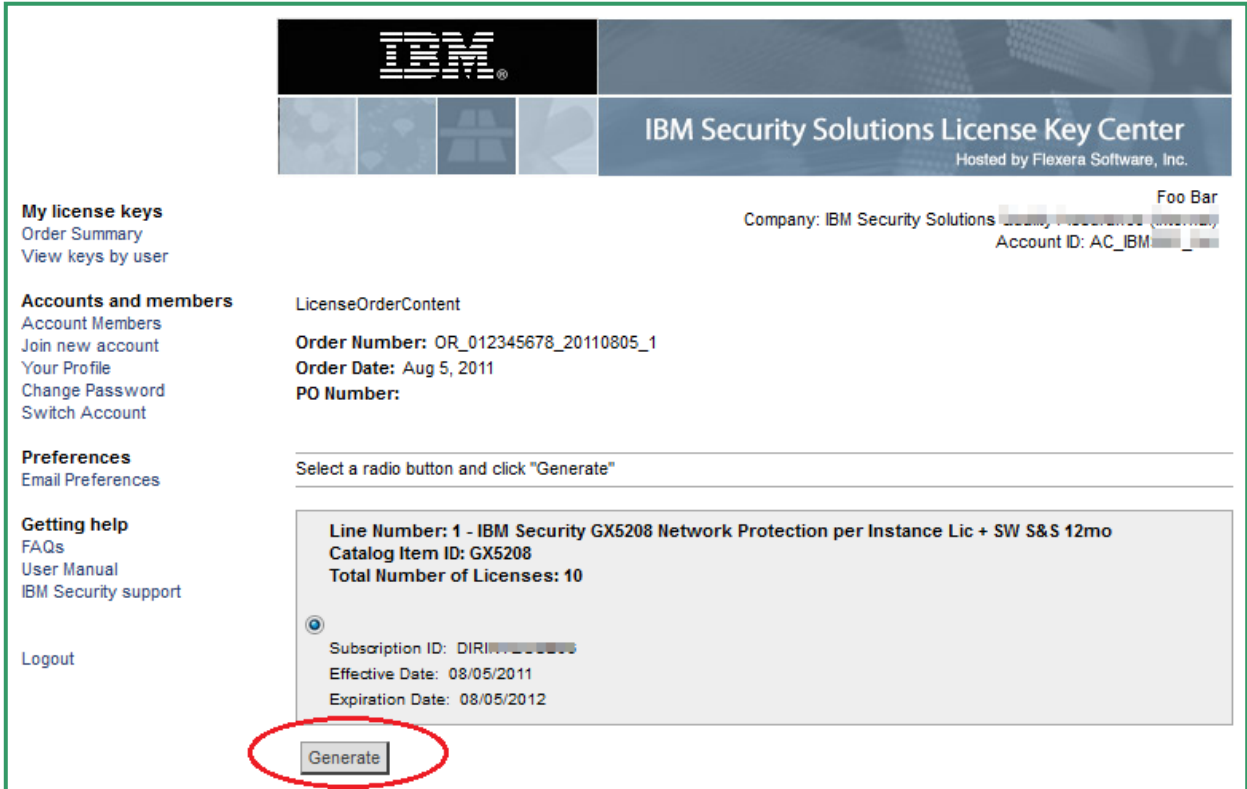 IBM®
IBM Security Solutions License Key Center
Hosted by Flexera Software, Inc.
Foo Bar
Company: IBM Security Solutions
Account ID: AC_IBM
My license keys
Order Summary
View keys by user
Accounts and members
Account Members
Join new account
Your Profile
Change Password
Switch Account
Preferences
Email Preferences
Getting help
FAQs
User Manual
IBM Security support
Logout
LicenseOrderContent
Order Number: OR_012345678_20110805_1
Order Date: Aug 5, 2011
PO Number:
Select a radio button and click "Generate"
Line Number: 1 - IBM Security GX5208 Network Protection per Instance Lic + SW S&S 12mo
Catalog Item ID: GX5208
Total Number of Licenses: 10
Subscription ID:
Effective Date: 08/05/2011
Expiration Date: 08/05/2012
Generate